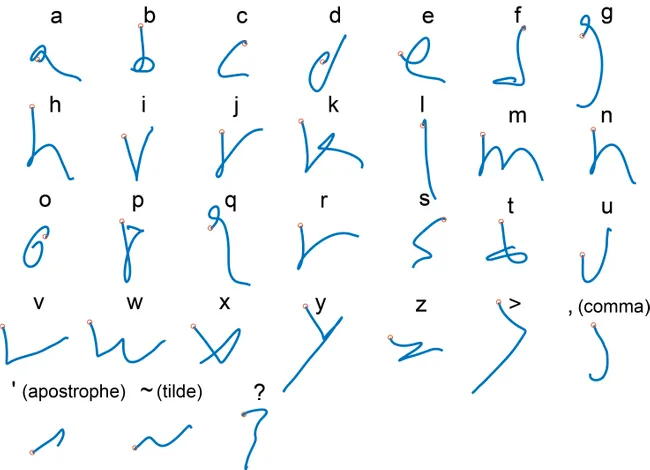 a b c d e f g
h i j k l m n
o p q r s t u
v w x y z > , (comma)
' (apostrophe) ~ (tilde) ?